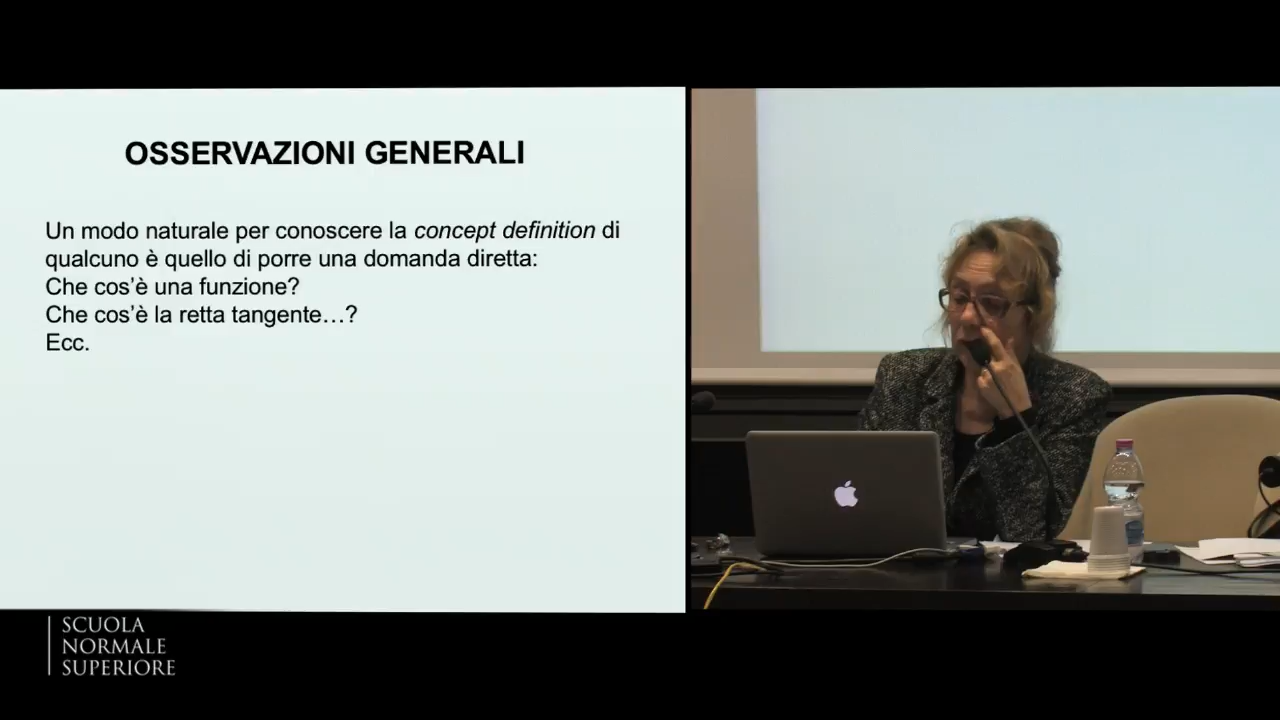 OSSERVAZIONI GENERALI
Un modo naturale per conoscere la concept definition di
qualcuno è quello di porre una domanda diretta:
Che cos’è una funzione?
Che cos’è la retta tangente…?
Ecc.
SCUOLA
NORMALE
SUPERIORE